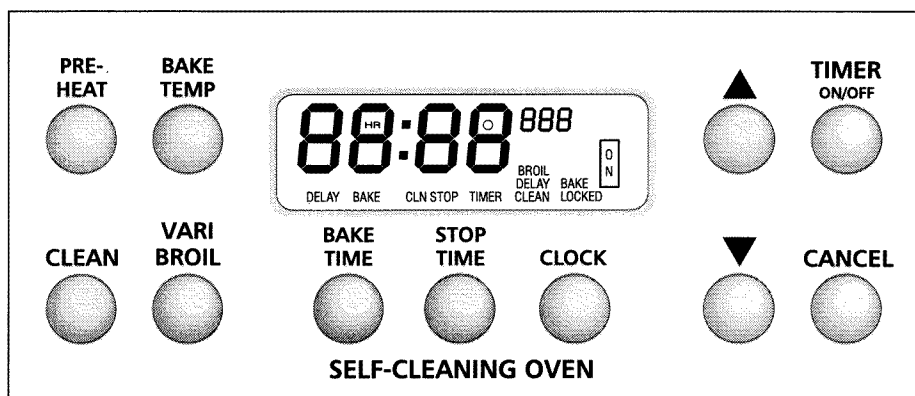 PRE-
HEAT
BAKE
TEMP
88:88
HR
888
BROIL
DELAY
CLEAN
BAKE
LOCKED
O
N
DELAY BAKE CLN STOP TIMER
▲
TIMER
ON/OFF
CLEAN
VARI
BROIL
BAKE
TIME
STOP
TIME
CLOCK
▼
CANCEL
SELF-CLEANING OVEN